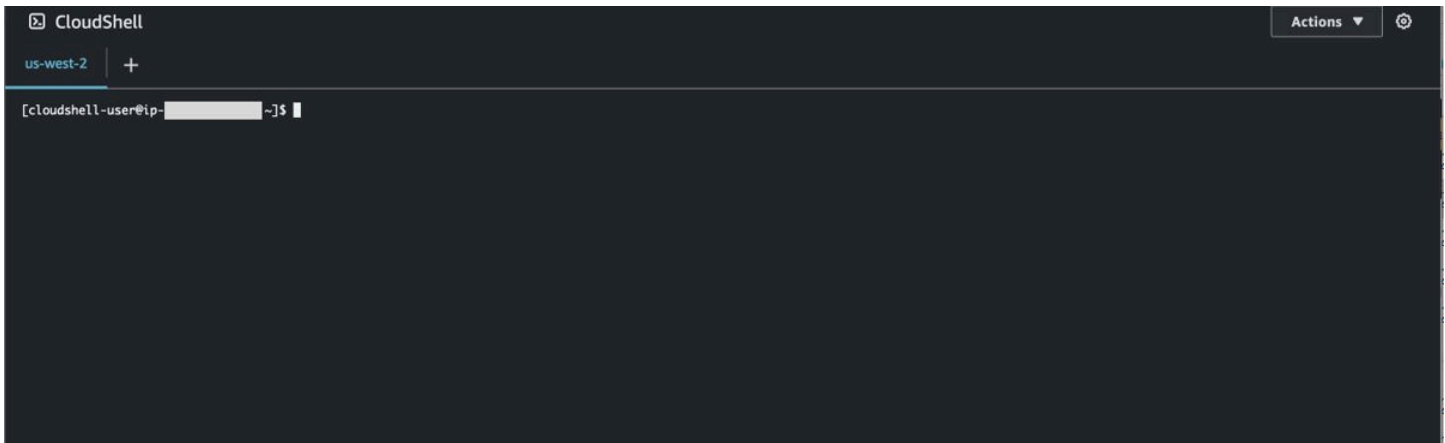 CloudShell
Actions ▼
us-west-2 +
[cloudshell-user@ip- ~]$